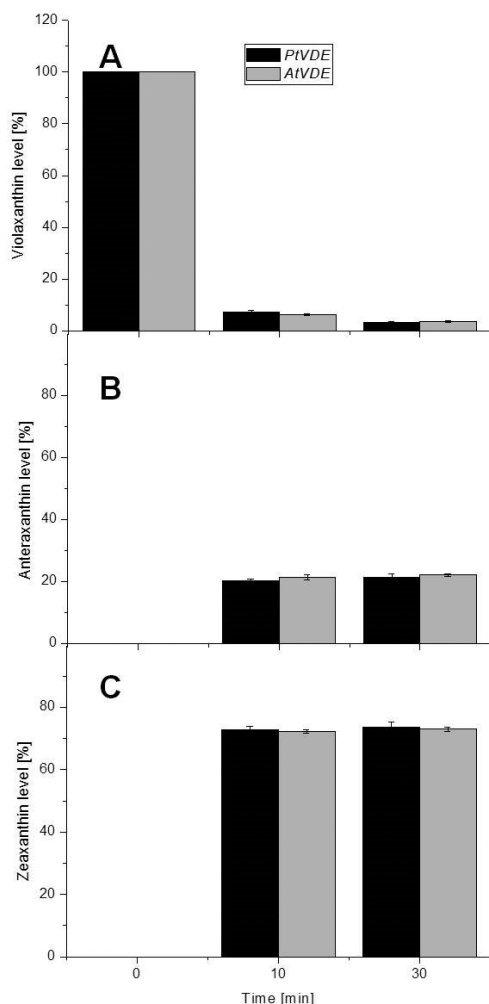 A
PtVDE
AtVDE
Violaxanthin level [%]
120
100
80
60
40
20
0
B
Anteraxanthin level [%]
80
60
40
20
0
C
Zeaxanthin level [%]
80
60
40
20
0
0 10 30
Time [min]